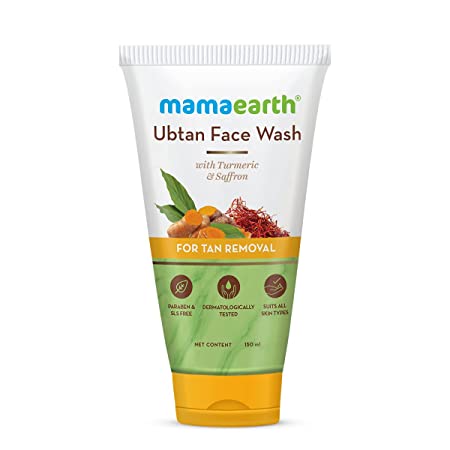 mamaearth®
Ubtan Face Wash
with Turmeric
& Saffron
FOR TAN REMOVAL
PARABEN &
SLS FREE
DERMATOLOGICALLY
TESTED
SUITS ALL
SKIN TYPES
NET CONTENT 150 ml